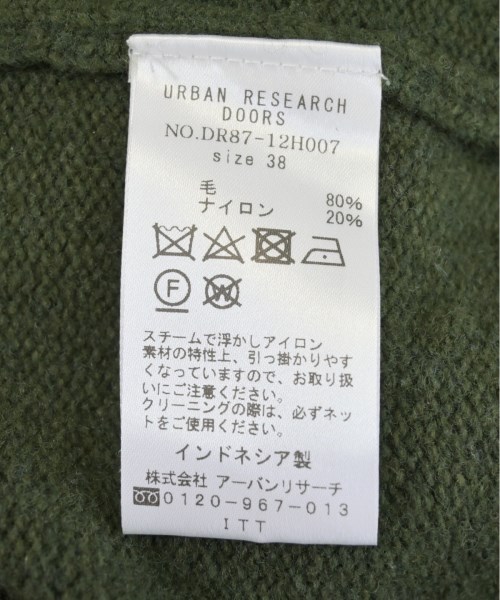 URBAN RESEARCH
DOORS
NO.DR87-12H007
size 38
毛 80%
ナイロン 20%
F
W
スチームで浮かしアイロン
素材の特性上、引っ掛かりやす
くなっていますので、お取り扱
いにご注意ください。
クリーニングの際は、必ずネッ
トをご使用ください。
インドネシア製
株式会社 アーバンリサーチ
0120-967-013
ITT